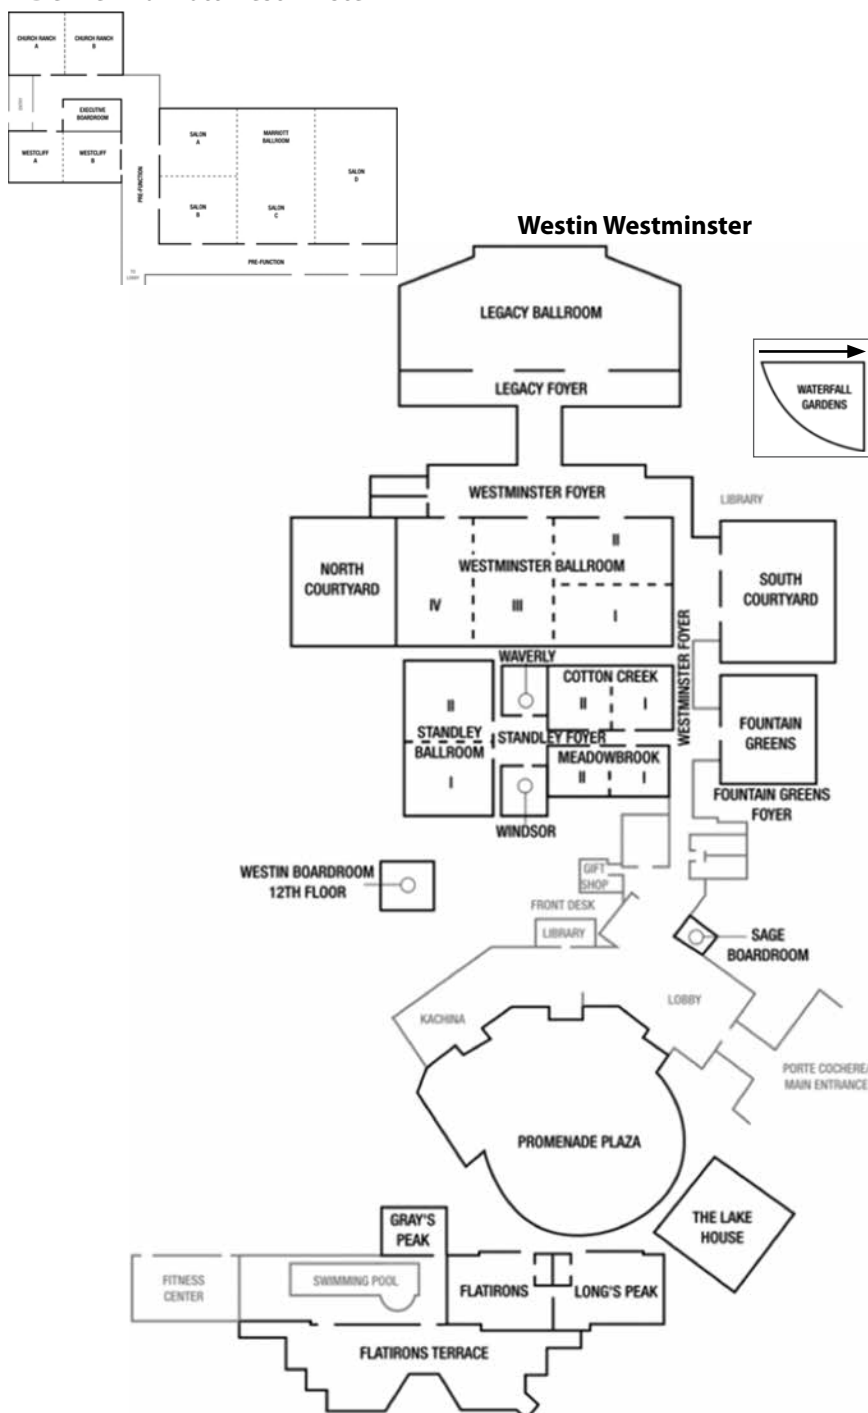 CHURCH RANCH
A
CHURCH RANCH
B
EXECUTIVE
BOARDROOM
WESTCLIFF
A
WESTCLIFF
B
PRE-FUNCTION
SALON
A
MARRIOTT
BALLROOM
SALON
D
SALON
B
SALON
C
PRE-FUNCTION
TO
LOBBY
Westin Westminster
LEGACY BALLROOM
LEGACY FOYER
WATERFALL
GARDENS
WESTMINSTER FOYER
LIBRARY
NORTH
COURTYARD
II
WESTMINSTER BALLROOM
IV
III
I
SOUTH
COURTYARD
WESTMINSTER FOYER
WAVERLY
COTTON CREEK
II
I
II
STANDLEY
BALLROOM
I
STANDLEY FOYER
MEADOWBROOK
II
I
WINDSOR
FOUNTAIN
GREENS
FOUNTAIN GREENS
FOYER
WESTIN BOARDROOM
12TH FLOOR
GIFT
SHOP
FRONT DESK
LIBRARY
SAGE
BOARDROOM
KACHINA
LOBBY
PORTE COCHERE/
MAIN ENTRANCE
PROMENADE PLAZA
THE LAKE
HOUSE
GRAY'S
PEAK
FITNESS
CENTER
SWIMMING POOL
FLATIRONS
LONG'S PEAK
FLATIRONS TERRACE